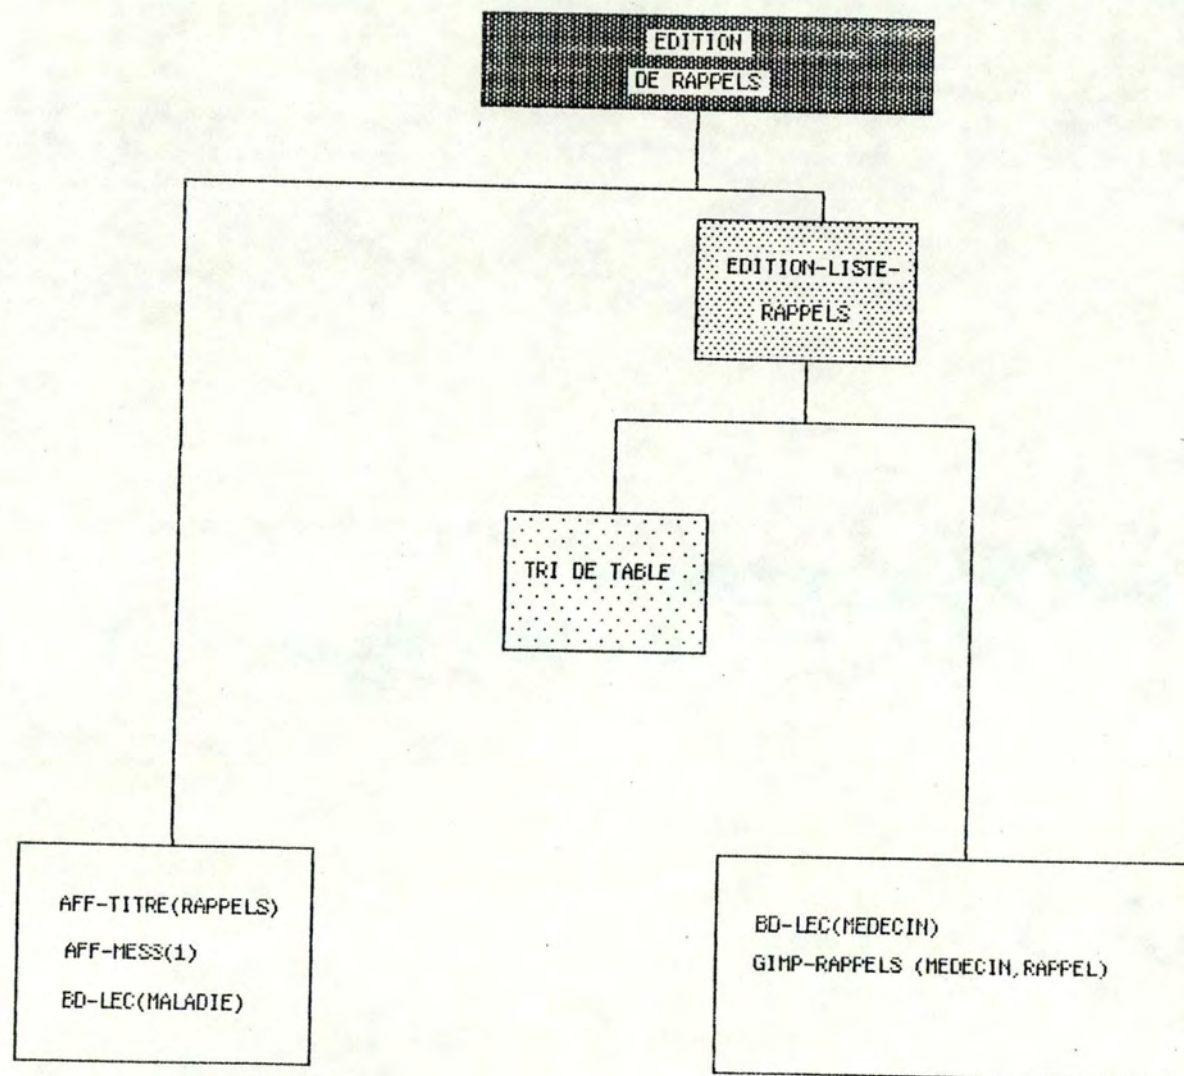 EDITION
DE RAPPELS
EDITION-LISTE-
RAPPELS
TRI DE TABLE
AFF-TITRE(RAPPELS)
AFF-MESS(1)
BD-LEC(MALADIE)
BD-LEC(MEDECIN)
GIMP-RAPPELS (MEDECIN,RAPPEL)